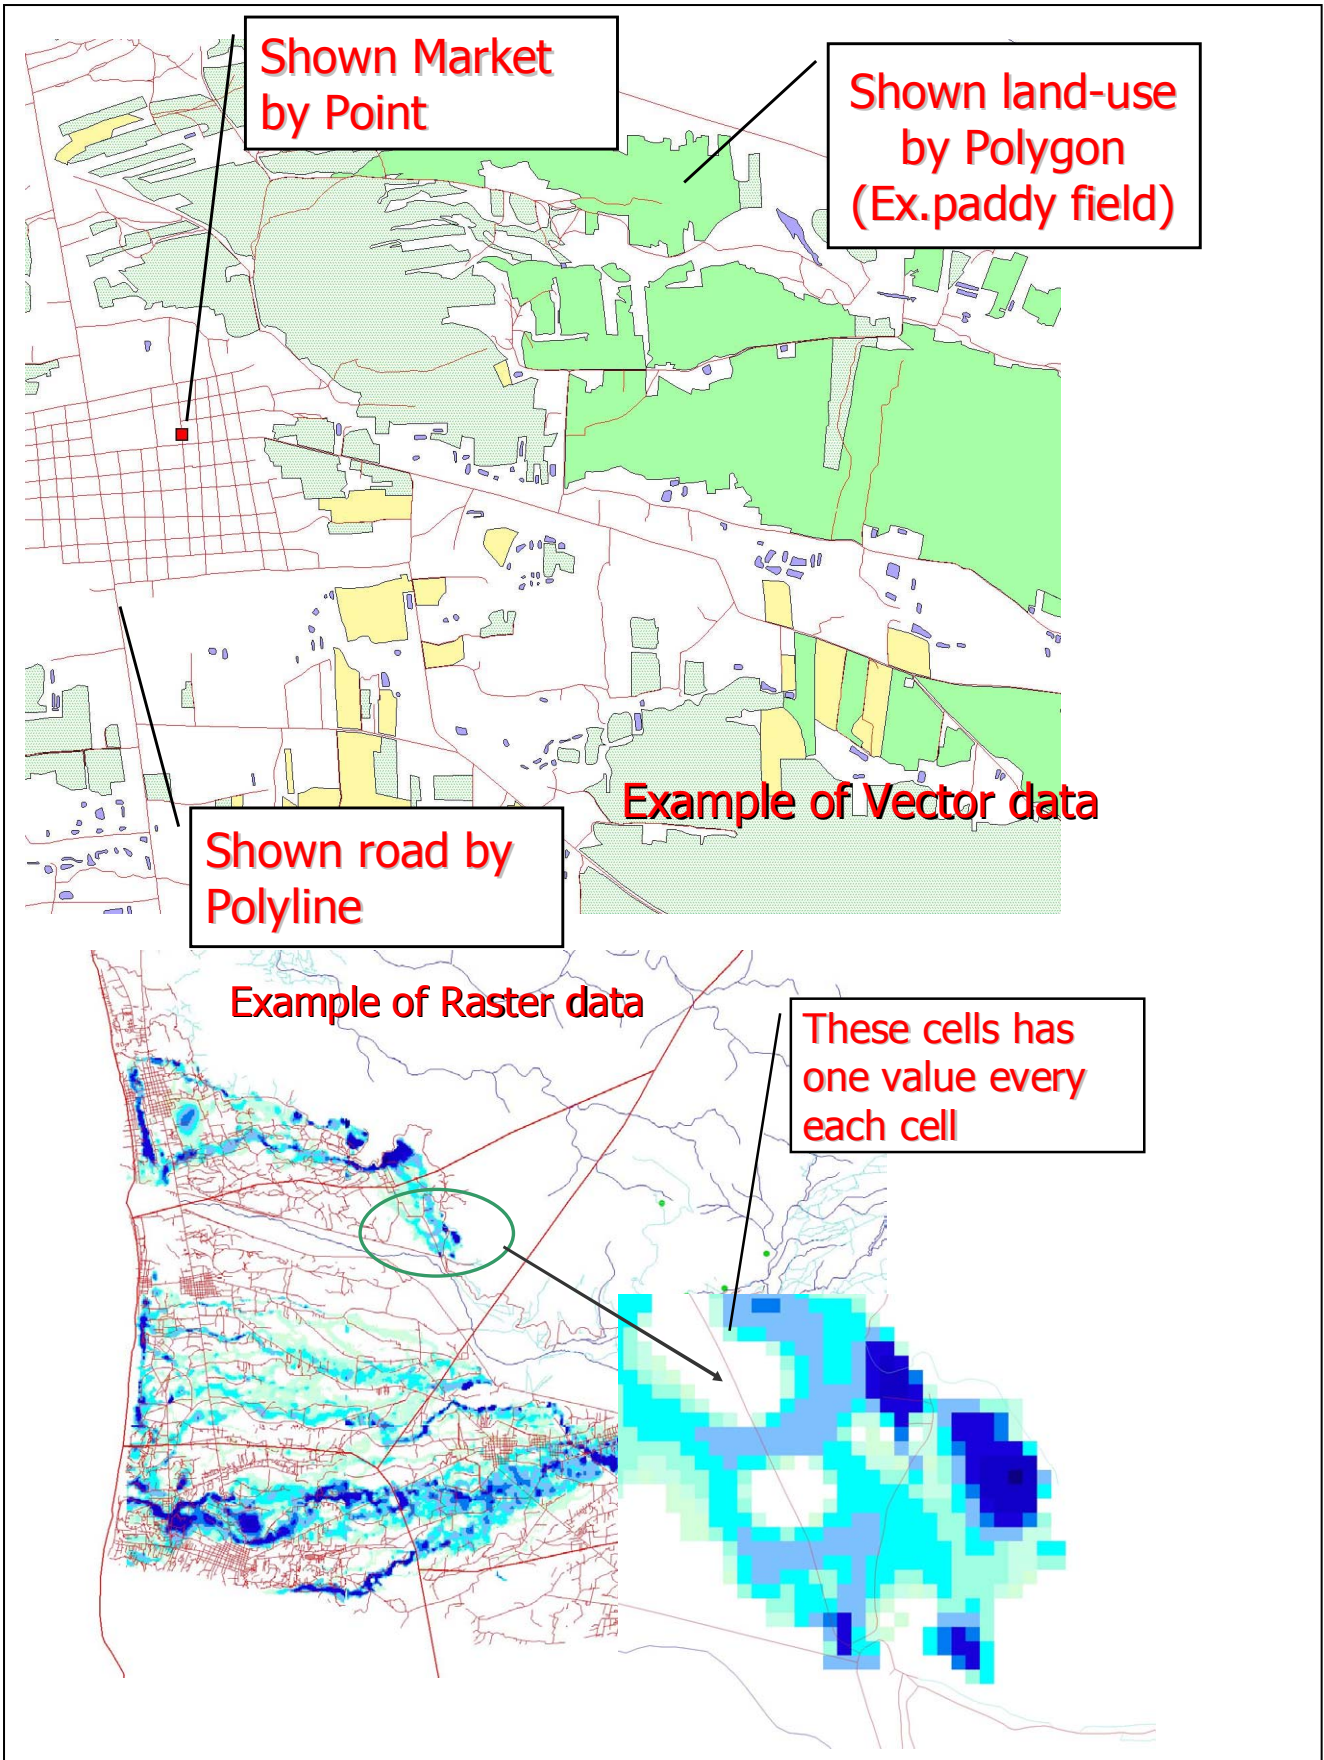 Shown Market
by Point
Shown land-use
by Polygon
(Ex.paddy field)
Example of Vector data
Shown road by
Polyline
Example of Raster data
These cells has
one value every
each cell